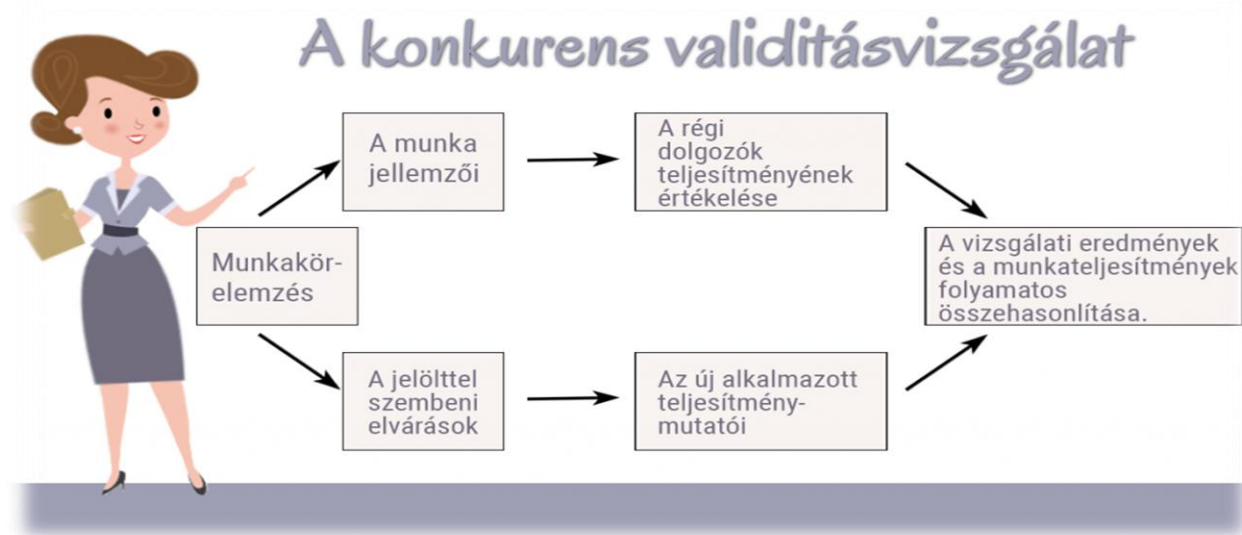 A konkurens validitásvizsgálat
A munka
jellemzői
A régi
dolgozók
teljesítményének
értékelése
Munkakör-
elemzés
A vizsgálati eredmények
és a munkateljesítmények
folyamatos
összehasonlítása.
A jelölttel
szembeni
elvárások
Az új alkalmazott
teljesítmény-
mutatói